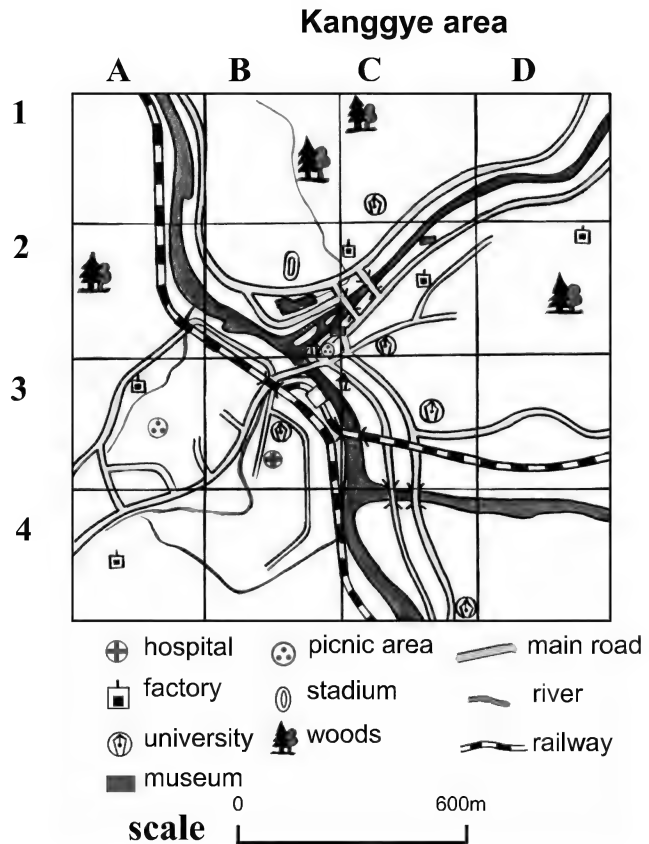 Kanggye area
A B C D
1
2
3
4
hospital picnic area main road
factory stadium river
university woods railway
museum
0 600m
scale